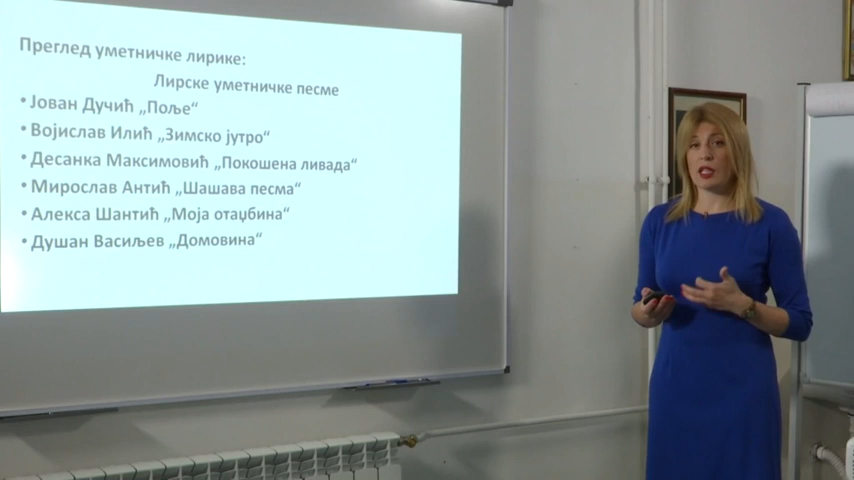 Преглед уметничке лирике:
Лирске уметничке песме
• Јован Дучић „Поље“
• Војислав Илић „Зимско јутро“
• Десанка Максимовић „Покошена ливада“
• Мирослав Антић „Шашава песма“
• Алекса Шантић „Моја отаџбина“
• Душан Васиљев „Домовина“